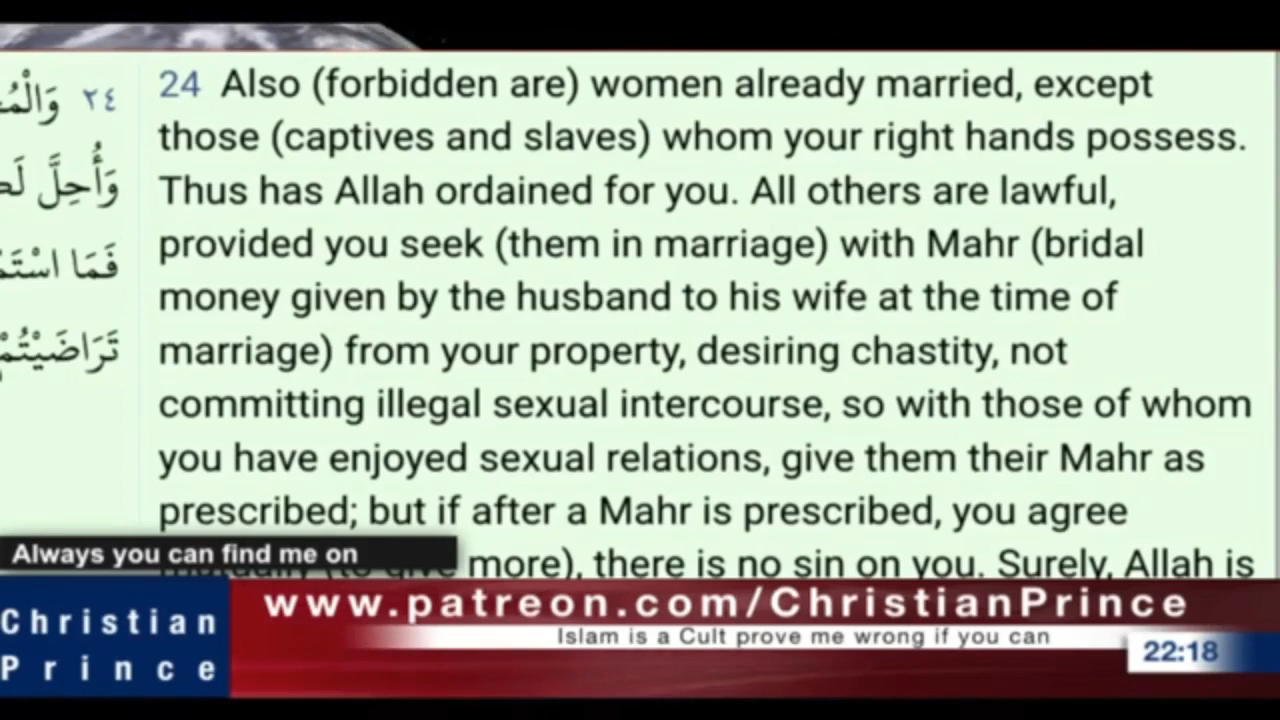 24 Also (forbidden are) women already married, except
those (captives and slaves) whom your right hands possess.
Thus has Allah ordained for you. All others are lawful,
provided you seek (them in marriage) with Mahr (bridal
money given by the husband to his wife at the time of
marriage) from your property, desiring chastity, not
committing illegal sexual intercourse, so with those of whom
you have enjoyed sexual relations, give them their Mahr as
prescribed; but if after a Mahr is prescribed, you agree
more), there is no sin on you. Surely, Allah is
٢٤
وَأُحِلَّ
فَمَا
Always you can find me on
www.patreon.com/ChristianPrince
Islam is a Cult prove me wrong if you can
Christian
Prince
22:18